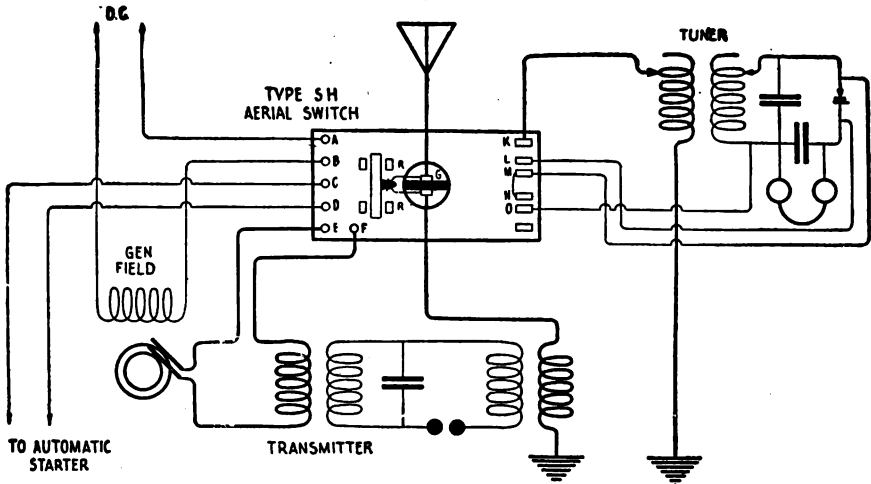 D.C.
TUNER
TYPE SH
AERIAL SWITCH
A
B
C
D
E
F
R
R
G
K
L
M
N
O
GEN
FIELD
TRANSMITTER
TO AUTOMATIC
STARTER